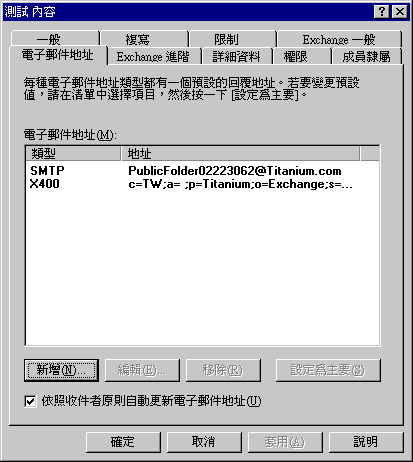 測試 內容
一般 複寫 限制 Exchange 一般
電子郵件地址 Exchange 進階 詳細資料 權限 成員隸屬
每種電子郵件地址類型都有一個預設的回覆地址。若要變更預設
值，請在清單中選擇項目，然後按一下 [設定為主要]。
電子郵件地址(M):
類型 地址
SMTP PublicFolder02223062@Titanium.com
X400 c=TW;a= ;p=Titanium;o=Exchange;s=...
新增(N)... 編輯(E)... 移除(R) 設定為主要(S)
依照收件者原則自動更新電子郵件地址(U)
確定 取消 套用(A) 說明